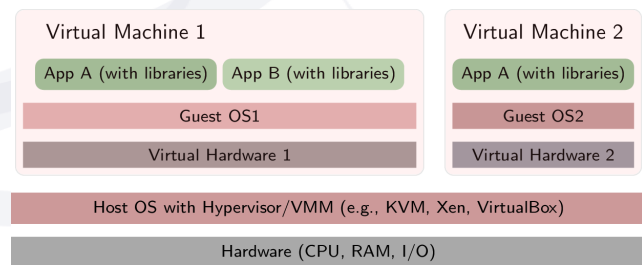 Virtual Machine 1
Virtual Machine 2
App A (with libraries)
App B (with libraries)
App A (with libraries)
Guest OS1
Guest OS2
Virtual Hardware 1
Virtual Hardware 2
Host OS with Hypervisor/VMM (e.g., KVM, Xen, VirtualBox)
Hardware (CPU, RAM, I/O)